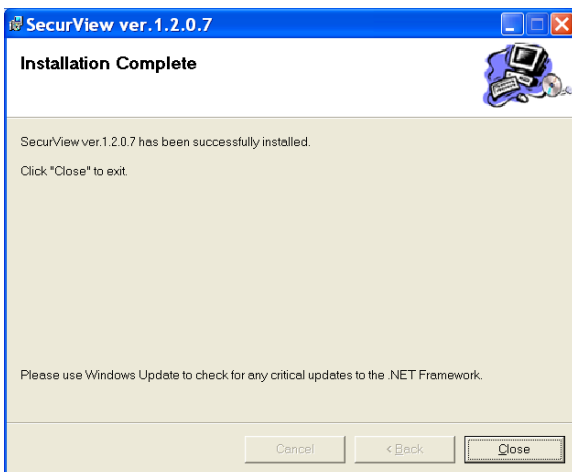 SecurView ver.1.2.0.7
Installation Complete
SecurView ver.1.2.0.7 has been successfully installed.
Click "Close" to exit.
Please use Windows Update to check for any critical updates to the .NET Framework.
Cancel
< Back
Close